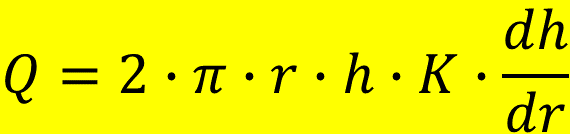 Q = 2 · π · r · h · K · dh/dr